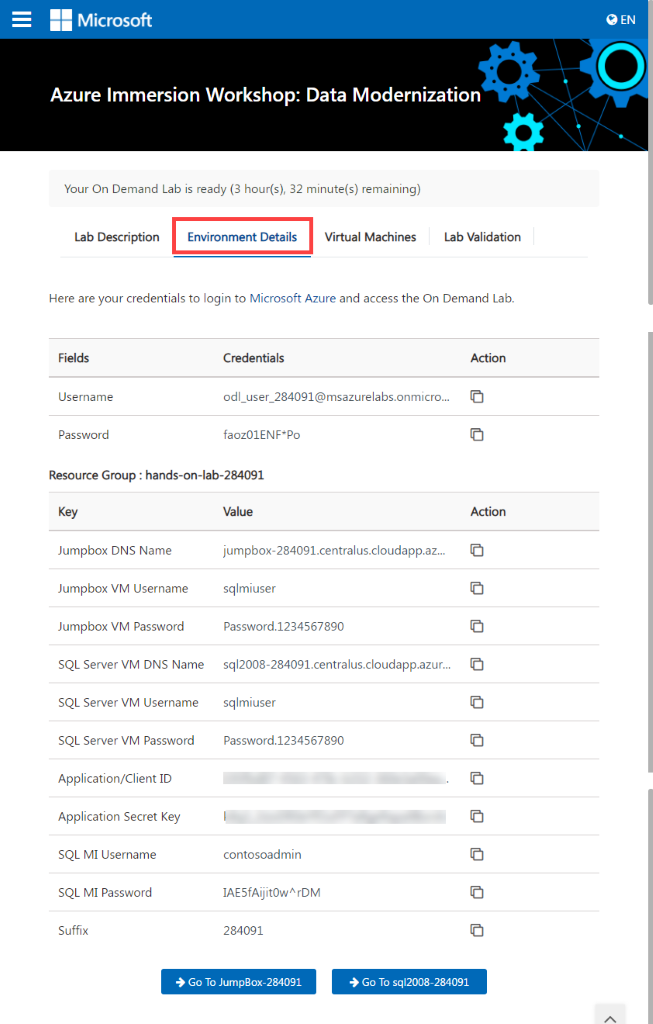 Microsoft EN
Azure Immersion Workshop: Data Modernization
Your On Demand Lab is ready (3 hour(s), 32 minute(s) remaining)
Lab Description Environment Details Virtual Machines Lab Validation
Here are your credentials to login to Microsoft Azure and access the On Demand Lab.
Fields Credentials Action
Username odl_user_284091@msazurelabs.onmicro...
Password faoz01ENF*Po
Resource Group : hands-on-lab-284091
Key Value Action
Jumpbox DNS Name jumpbox-284091.centralus.cloudapp.az...
Jumpbox VM Username sqlmiuser
Jumpbox VM Password Password.1234567890
SQL Server VM DNS Name sql2008-284091.centralus.cloudapp.azur...
SQL Server VM Username sqlmiuser
SQL Server VM Password Password.1234567890
Application/Client ID
Application Secret Key
SQL MI Username contosoadmin
SQL MI Password IAE5fAijit0w^rDM
Suffix 284091
Go To JumpBox-284091 Go To sql2008-284091